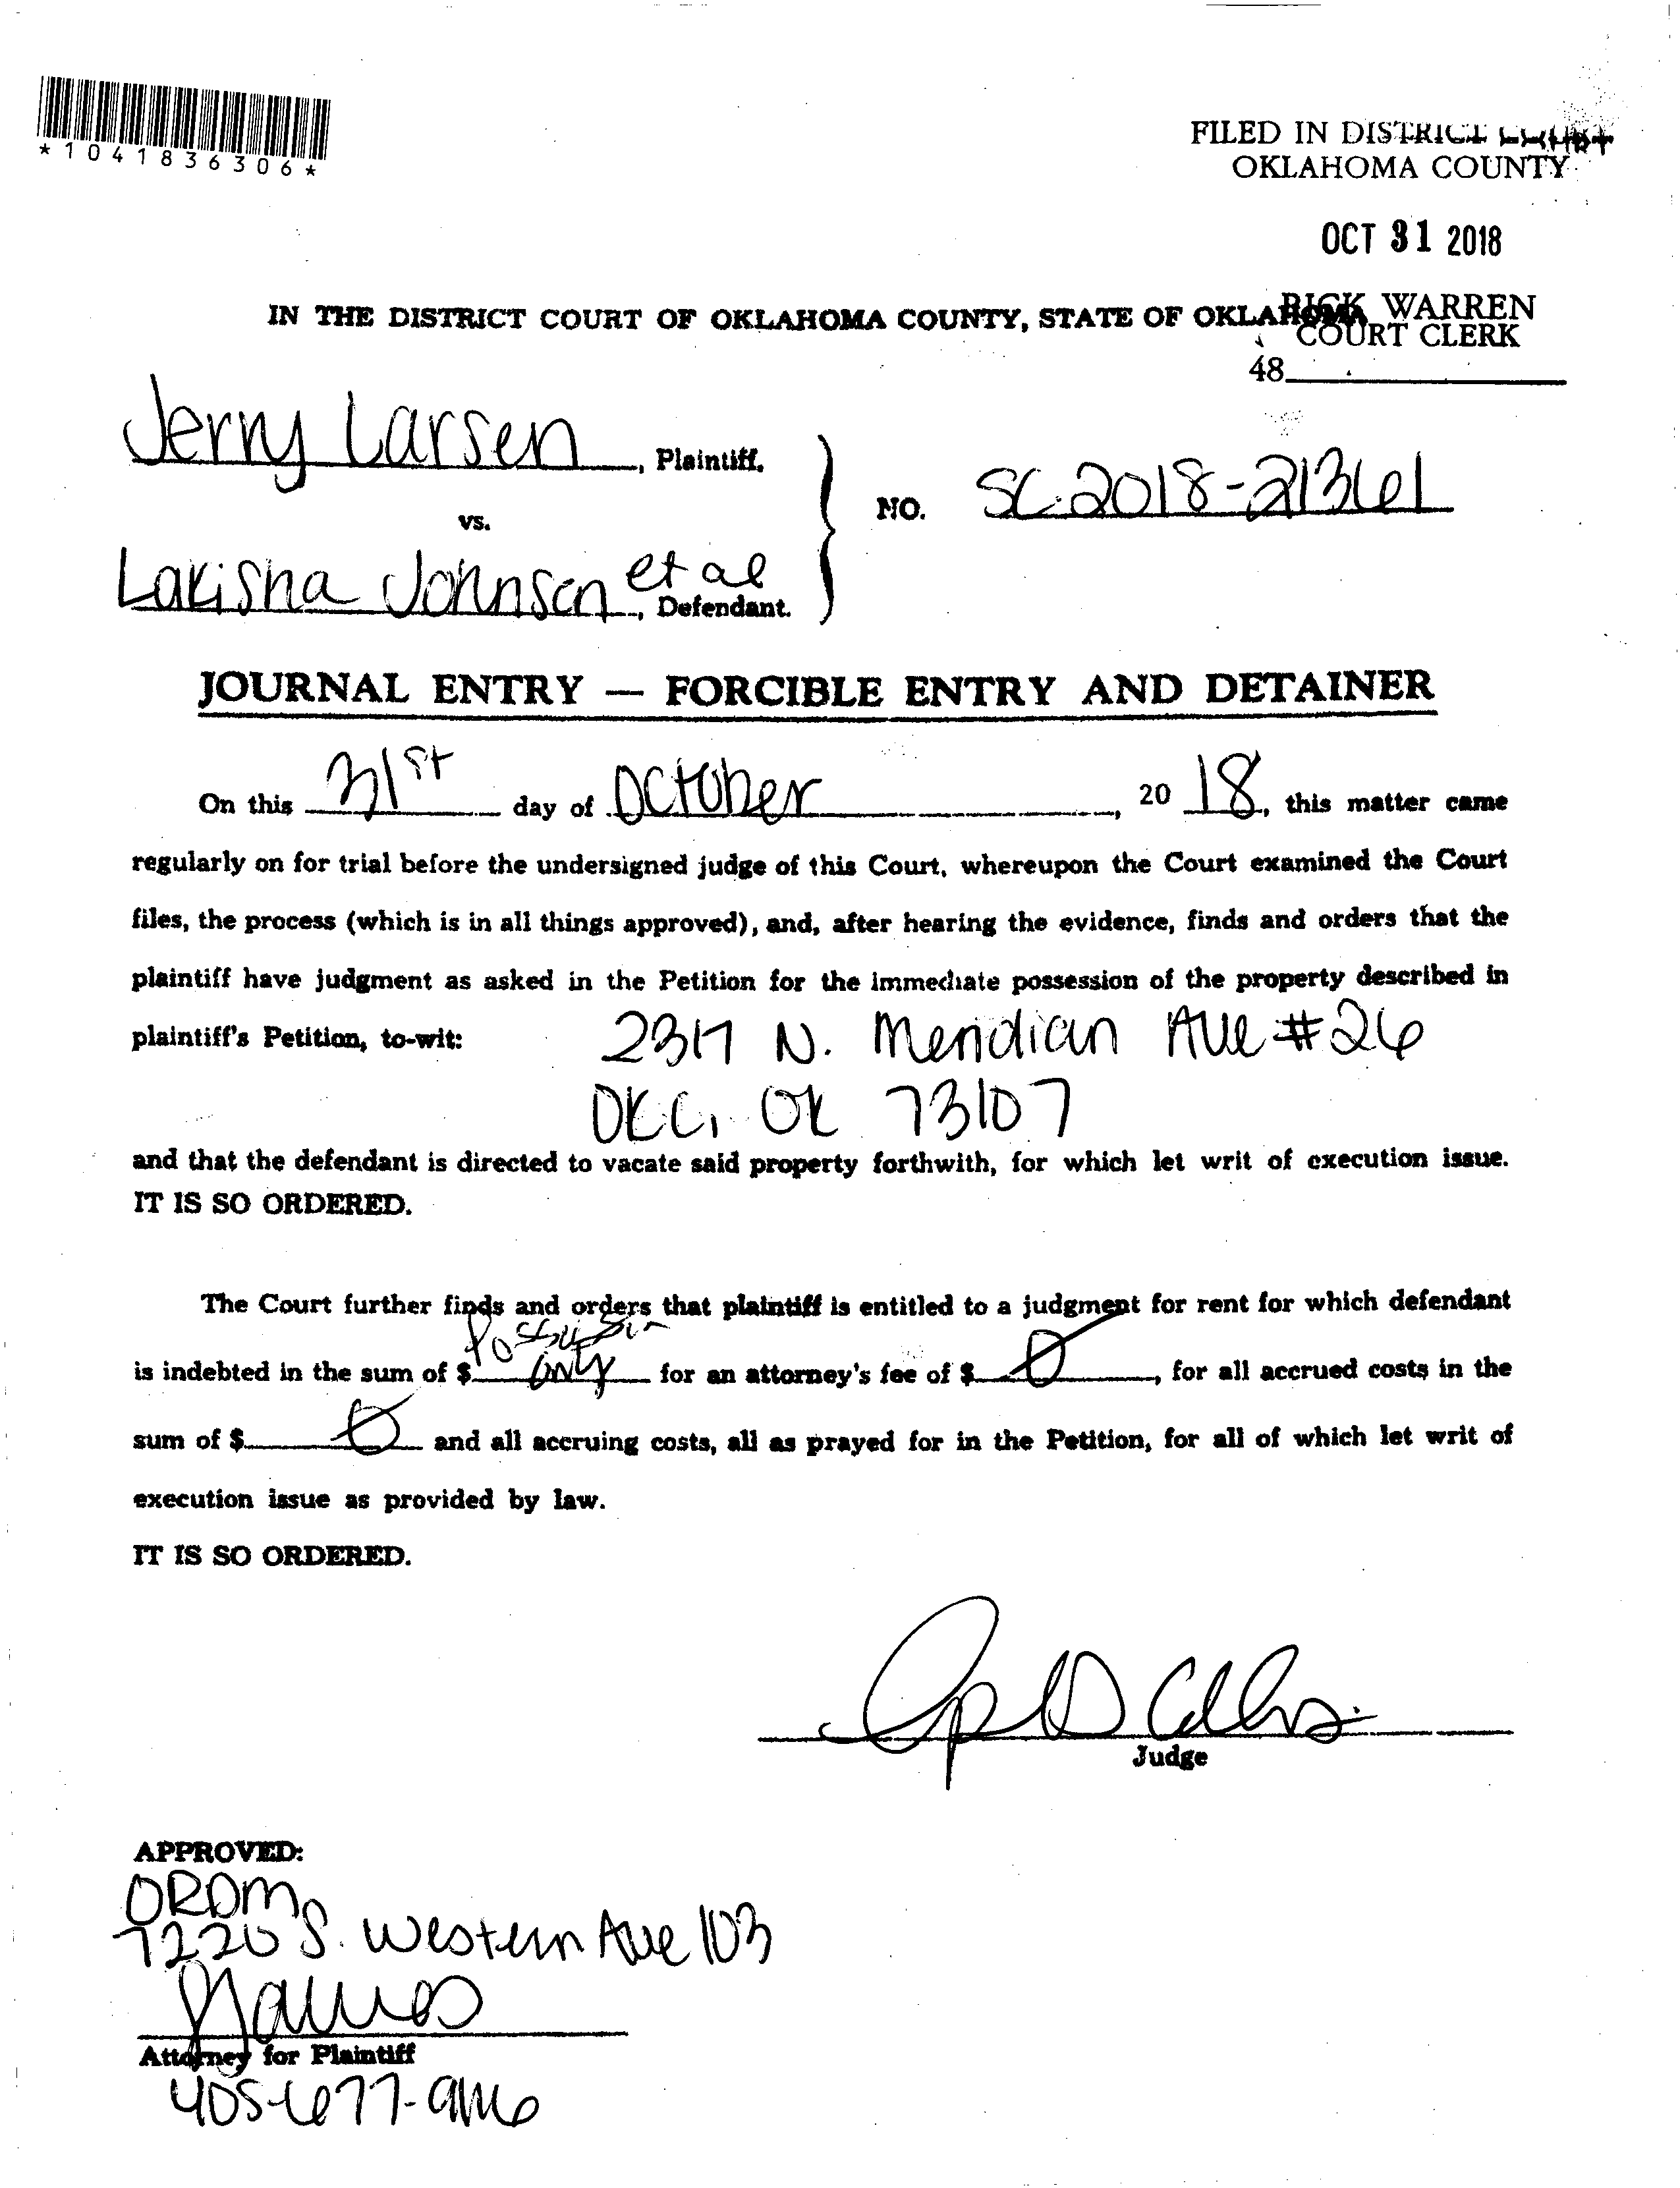 *1041836306*
FILED IN DISTRICT COURT
OKLAHOMA COUNTY
OCT 31 2018
RICK WARREN
COURT CLERK
48
IN THE DISTRICT COURT OF OKLAHOMA COUNTY, STATE OF OKLAHOMA
Jerry Larsen, Plaintiff,
vs.
NO. SC-2018-21361
Lakisha Johnson et al, Defendant.
JOURNAL ENTRY — FORCIBLE ENTRY AND DETAINER
On this 31st day of October, 20 18, this matter came
regularly on for trial before the undersigned judge of this Court, whereupon the Court examined the Court
files, the process (which is in all things approved), and, after hearing the evidence, finds and orders that the
plaintiff have judgment as asked in the Petition for the immediate possession of the property described in
plaintiff's Petition, to-wit: 2317 N. Meridian Ave #26
OKC, OK 73107
and that the defendant is directed to vacate said property forthwith, for which let writ of execution issue.
IT IS SO ORDERED.
The Court further finds and orders that plaintiff is entitled to a judgment for rent for which defendant
is indebted in the sum of $ Possession only for an attorney's fee of $ 0, for all accrued costs in the
sum of $ 0 and all accruing costs, all as prayed for in the Petition, for all of which let writ of
execution issue as provided by law.
IT IS SO ORDERED.
Judge
APPROVED:
ORDM
7220 S. Western Ave 103
Attorney for Plaintiff